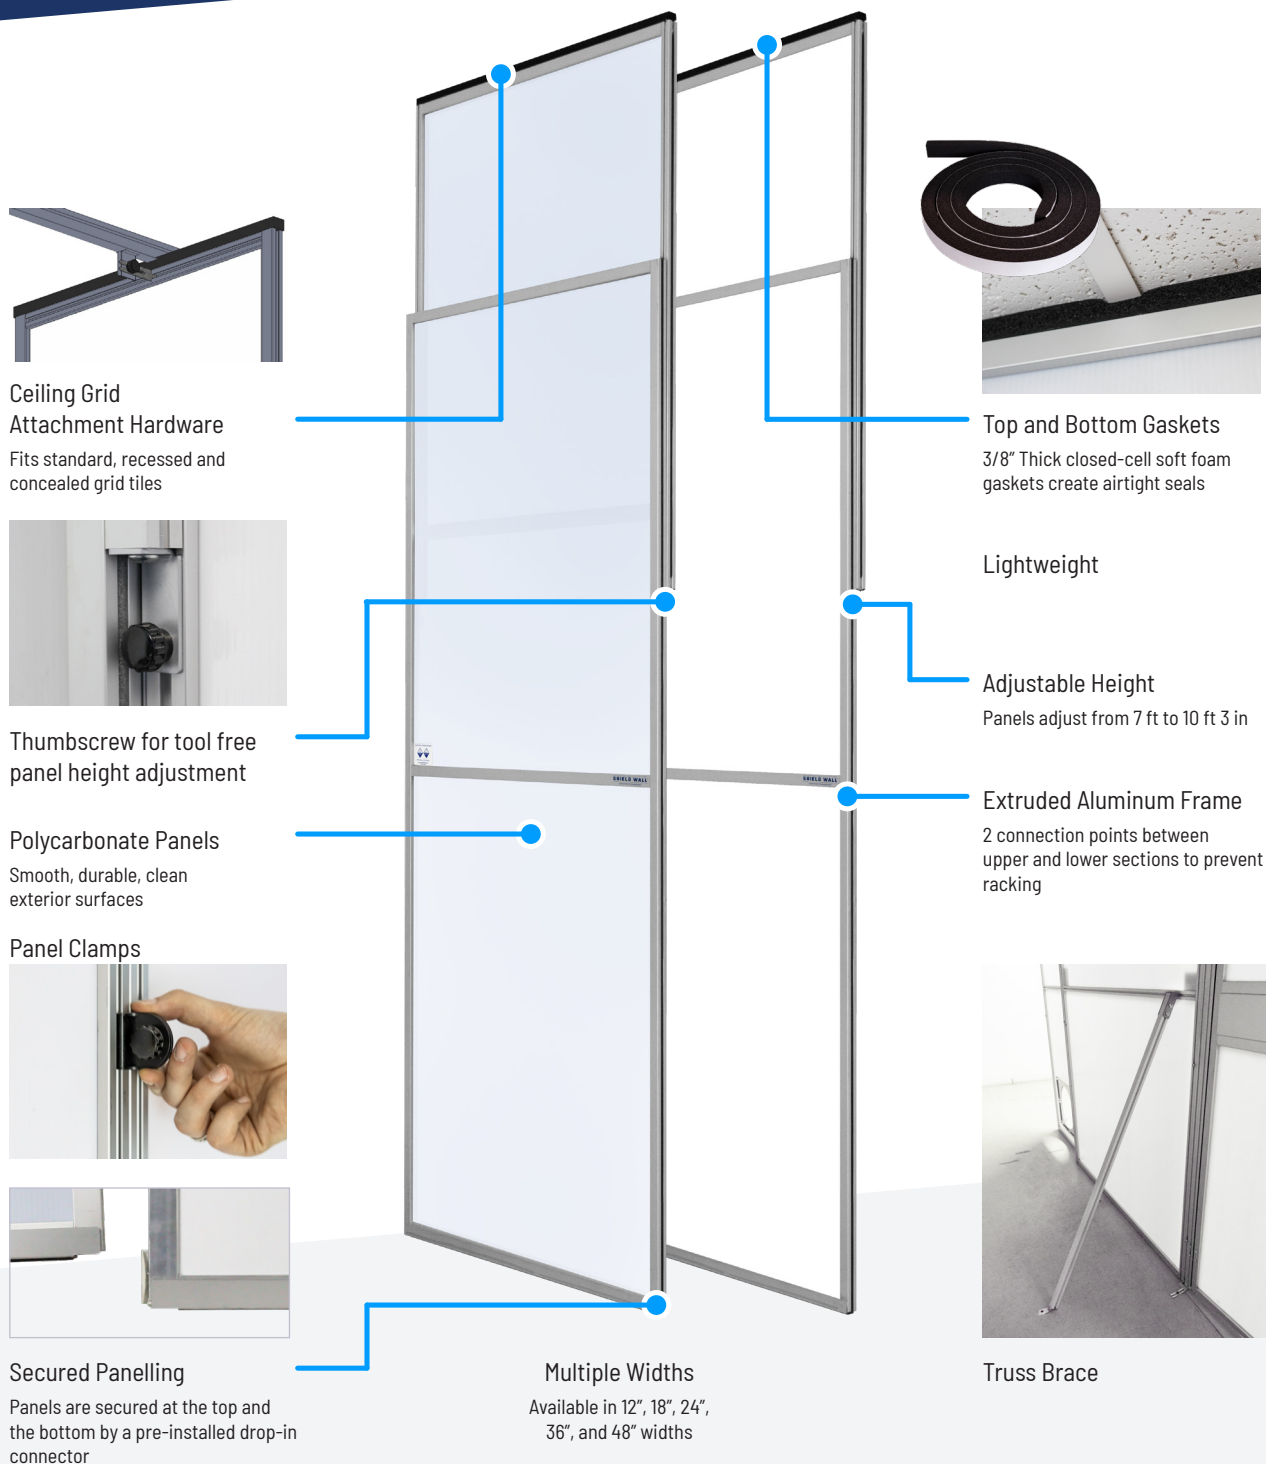 Ceiling Grid
Attachment Hardware
Fits standard, recessed and
concealed grid tiles
Thumbscrew for tool free
panel height adjustment
Polycarbonate Panels
Smooth, durable, clean
exterior surfaces
Panel Clamps
Secured Panelling
Panels are secured at the top and
the bottom by a pre-installed drop-in
connector
SHIELD WALL
SHIELD WALL
Multiple Widths
Available in 12”, 18”, 24”,
36”, and 48” widths
Top and Bottom Gaskets
3/8” Thick closed-cell soft foam
gaskets create airtight seals
Lightweight
Adjustable Height
Panels adjust from 7 ft to 10 ft 3 in
Extruded Aluminum Frame
2 connection points between
upper and lower sections to prevent
racking
Truss Brace